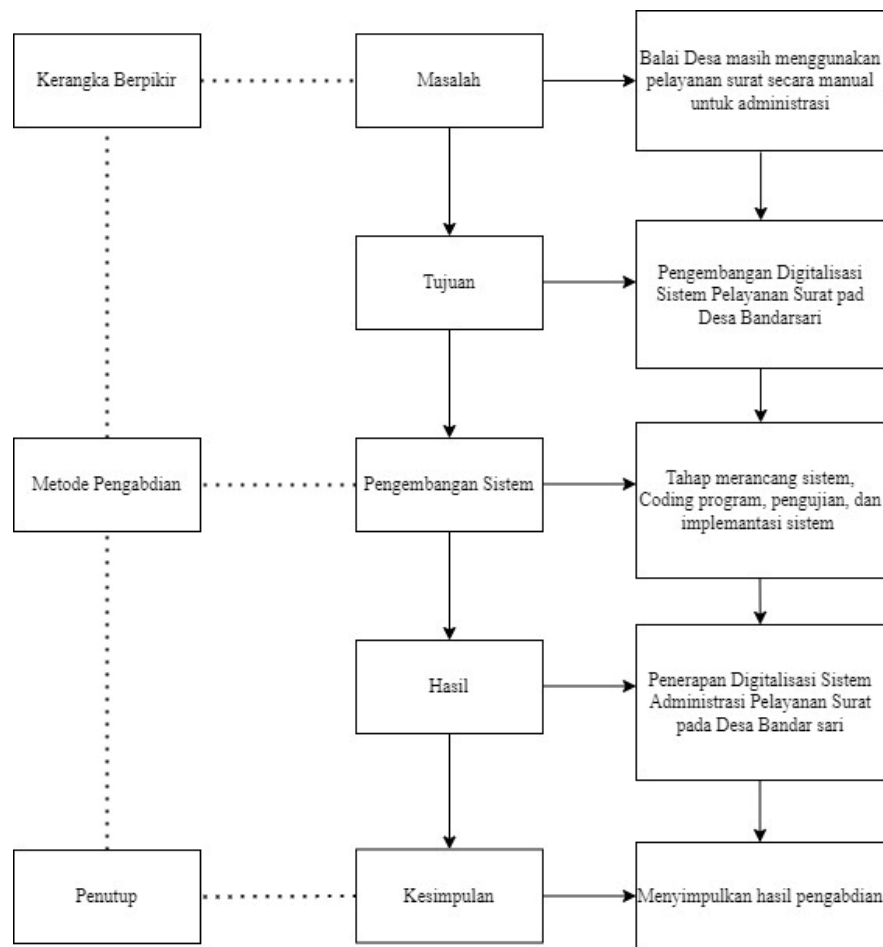 Kerangka Berpikir
Masalah
Balai Desa masih menggunakan
pelayanan surat secara manual
untuk administrasi
Tujuan
Pengembangan Digitalisasi
Sistem Pelayanan Surat pad
Desa Bandarsari
Metode Pengabdian
Pengembangan Sistem
Tahap merancang sistem,
Coding program, pengujian, dan
implemantasi sistem
Hasil
Penerapan Digitalisasi Sistem
Administrasi Pelayanan Surat
pada Desa Bandar sari
Penutup
Kesimpulan
Menyimpulkan hasil pengabdian